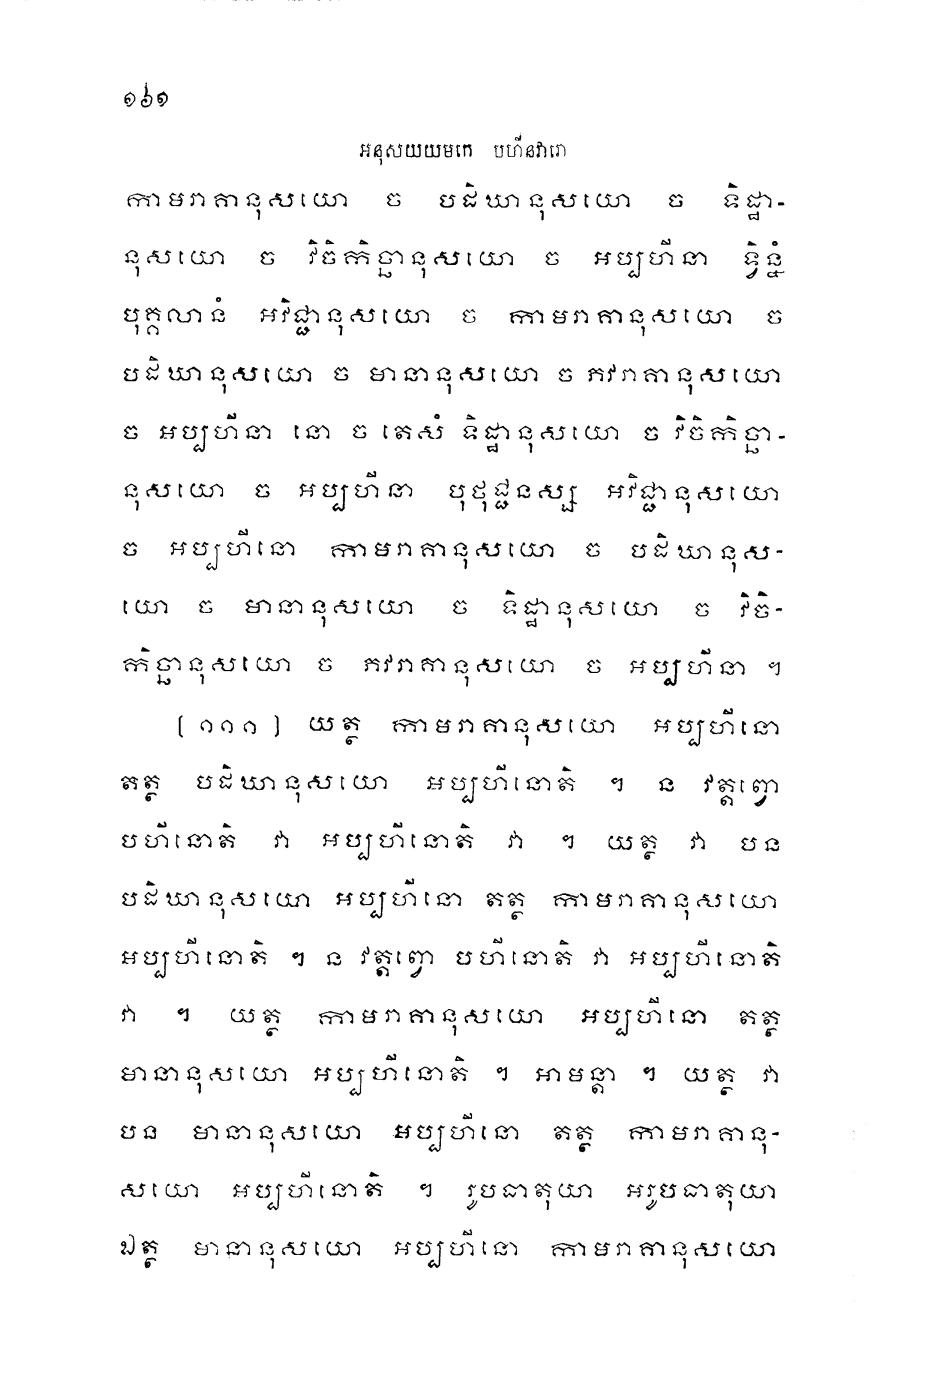 ១៦១
អនុសយយមកេ បហីនវារោ
កាមរាគានុសយោ ច បដិឃានុសយោ ច ទិដ្ឋា-
នុសយោ ច វិចិកិច្ឆានុសយោ ច អប្បហីនា ទ្វិន្នំ
បុគ្គលានំ អវិជ្ជានុសយោ ច កាមរាគានុសយោ ច
បដិឃានុសយោ ច មានានុសយោ ច ភវរាគានុសយោ
ច អប្បហីនា នោ ច តេសំ ទិដ្ឋានុសយោ ច វិចិកិច្ឆា-
នុសយោ ច អប្បហីនា បុថុជ្ជនស្ស អវិជ្ជានុសយោ
ច អប្បហីនោ កាមរាគានុសយោ ច បដិឃានុស-
យោ ច មានានុសយោ ច ទិដ្ឋានុសយោ ច វិចិ-
កិច្ឆានុសយោ ច ភវរាគានុសយោ ច អប្បហីនា ។
[១១១] យត្ថ កាមរាគានុសយោ អប្បហីនោ
តត្ថ បដិឃានុសយោ អប្បហីនោតិ ។ ន វត្តព្វោ
បហីនោតិ វា អប្បហីនោតិ វា ។ យត្ថ វា បន
បដិឃានុសយោ អប្បហីនោ តត្ថ កាមរាគានុសយោ
អប្បហីនោតិ ។ ន វត្តព្វោ បហីនោតិ វា អប្បហីនោតិ
វា ។ យត្ថ កាមរាគានុសយោ អប្បហីនោ តត្ថ
មានានុសយោ អប្បហីនោតិ ។ អាមន្តា ។ យត្ថ វា
បន មានានុសយោ អប្បហីនោ តត្ថ កាមរាគានុ-
សយោ អប្បហីនោតិ ។ រូបធាតុយា អរូបធាតុយា
ឯត្ថ មានានុសយោ អប្បហីនោ កាមរាគានុសយោ